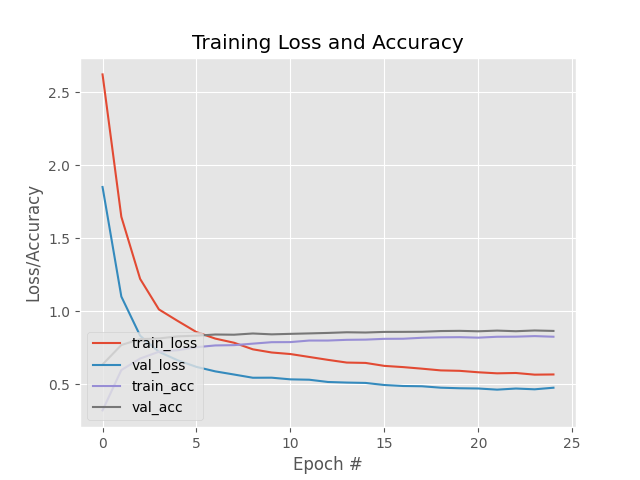 Training Loss and Accuracy
Loss/Accuracy
2.5
2.0
1.5
1.0
0.5
train_loss
val_loss
train_acc
val_acc
0
5
10
15
20
25
Epoch #